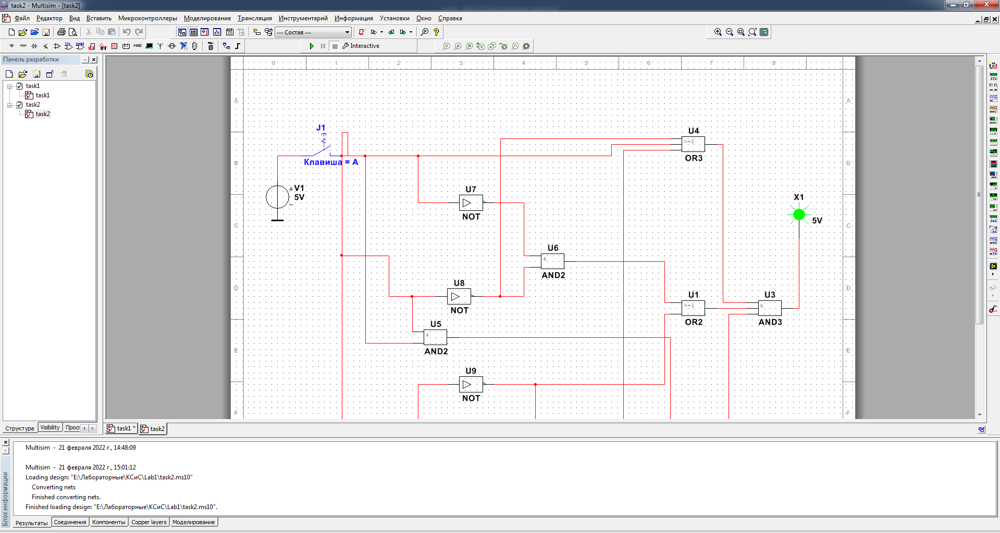 task2 - Multisim - [task2]
Файл Редактор Вид Вставить Микроконтроллеры Моделирование Трансляция Инструментарий Информация Установки Окно Справка
--- Состав ---
Interactive
Панель разработки
task1
task1
task2
task2
0 1 2 3 4 5 6 7 8
A A
B B
C C
D D
E E
F F
J1
Клавиша = A
V1
5V
U4
>=1
OR3
U7
NOT
X1
5V
U6
&
AND2
U8
NOT
U1
>=1
OR2
U3
&
AND3
U5
&
AND2
U9
NOT
Структура Visibility
task1 * task2
Multisim - 21 февраля 2022 г., 14:48:09
Multisim - 21 февраля 2022 г., 15:01:12
Loading design: "E:\Лабораторные\КСиС\Lab1\task2.ms10"
Converting nets
Finished converting nets.
Finished loading design: "E:\Лабораторные\КСиС\Lab1\task2.ms10".
Блок информации
Результаты Соединения Компоненты Copper layers Моделирование